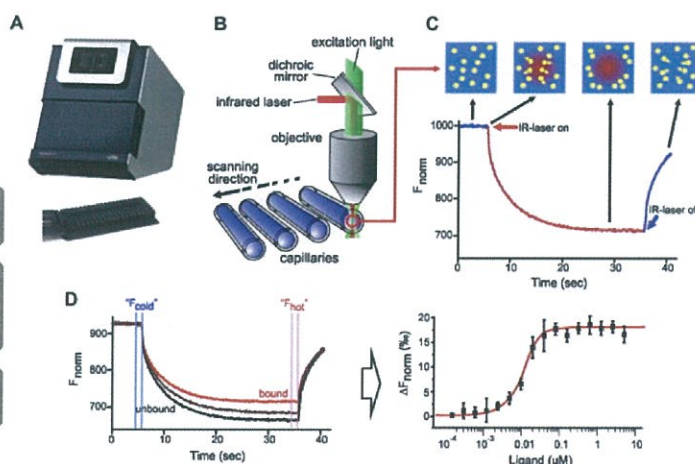 A
B
excitation light
dichroic
mirror
infrared laser
objective
scanning
direction
capillaries
C
1000
900
800
700
F norm
IR-laser on
IR-laser of
0 10 20 30 40
Time (sec)
D
"F cold"
"F hot"
900
800
700
F norm
bound
unbound
0 10 20 30 40
Time (sec)
20
15
10
5
0
ΔF norm (‰)
10-4 10-3 0.01 0.1 1 10
Ligand (μM)